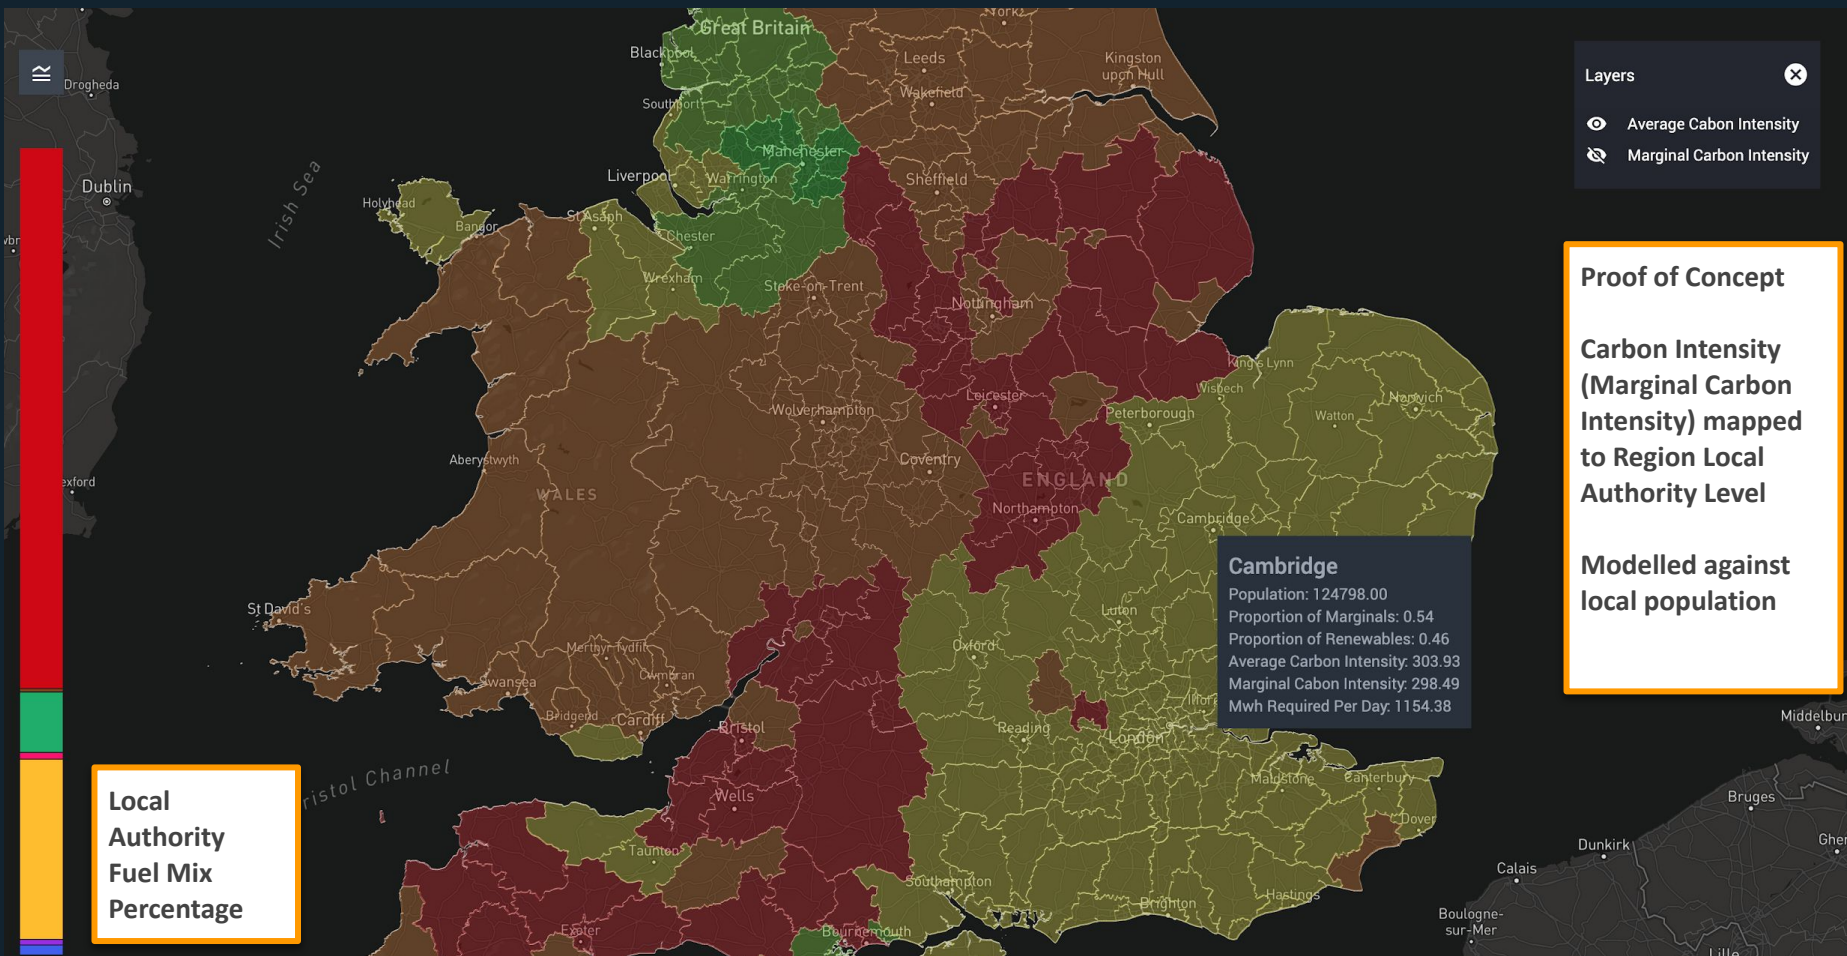 York
Great Britain
Blackpool
Leeds
Kingston
upon Hull
Layers
Drogheda
Wakefield
Southport
Average Cabon Intensity
Manchester
Marginal Carbon Intensity
Liverpool
Warrington
Sheffield
Dublin
Irish Sea
Holyhead
Bangor
St Asaph
Chester
Wrexham
Stoke-on-Trent
Nottingham
Proof of Concept
Carbon Intensity
(Marginal Carbon
Intensity) mapped
to Region Local
Authority Level
Modelled against
local population
King's Lynn
Wisbech
Leicester
Norwich
Wolverhampton
Peterborough
Watton
Aberystwyth
Coventry
ENGLAND
WALES
exford
Northampton
Cambridge
Cambridge
Population: 124798.00
Proportion of Marginals: 0.54
Proportion of Renewables: 0.46
Average Carbon Intensity: 303.93
Marginal Cabon Intensity: 298.49
Mwh Required Per Day: 1154.38
St David's
Luton
Oxford
Merthyr Tydfil
Cwmbran
Swansea
Bridgend
Cardiff
Bristol
Reading
London
Middelbur
ristol Channel
Maidstone
Canterbury
Wells
Bruges
Local
Authority
Fuel Mix
Percentage
Dover
Taunton
Dunkirk
Ghe
Calais
Southampton
Hastings
Brighton
Exeter
Bournemouth
Boulogne-
sur-Mer
Lille